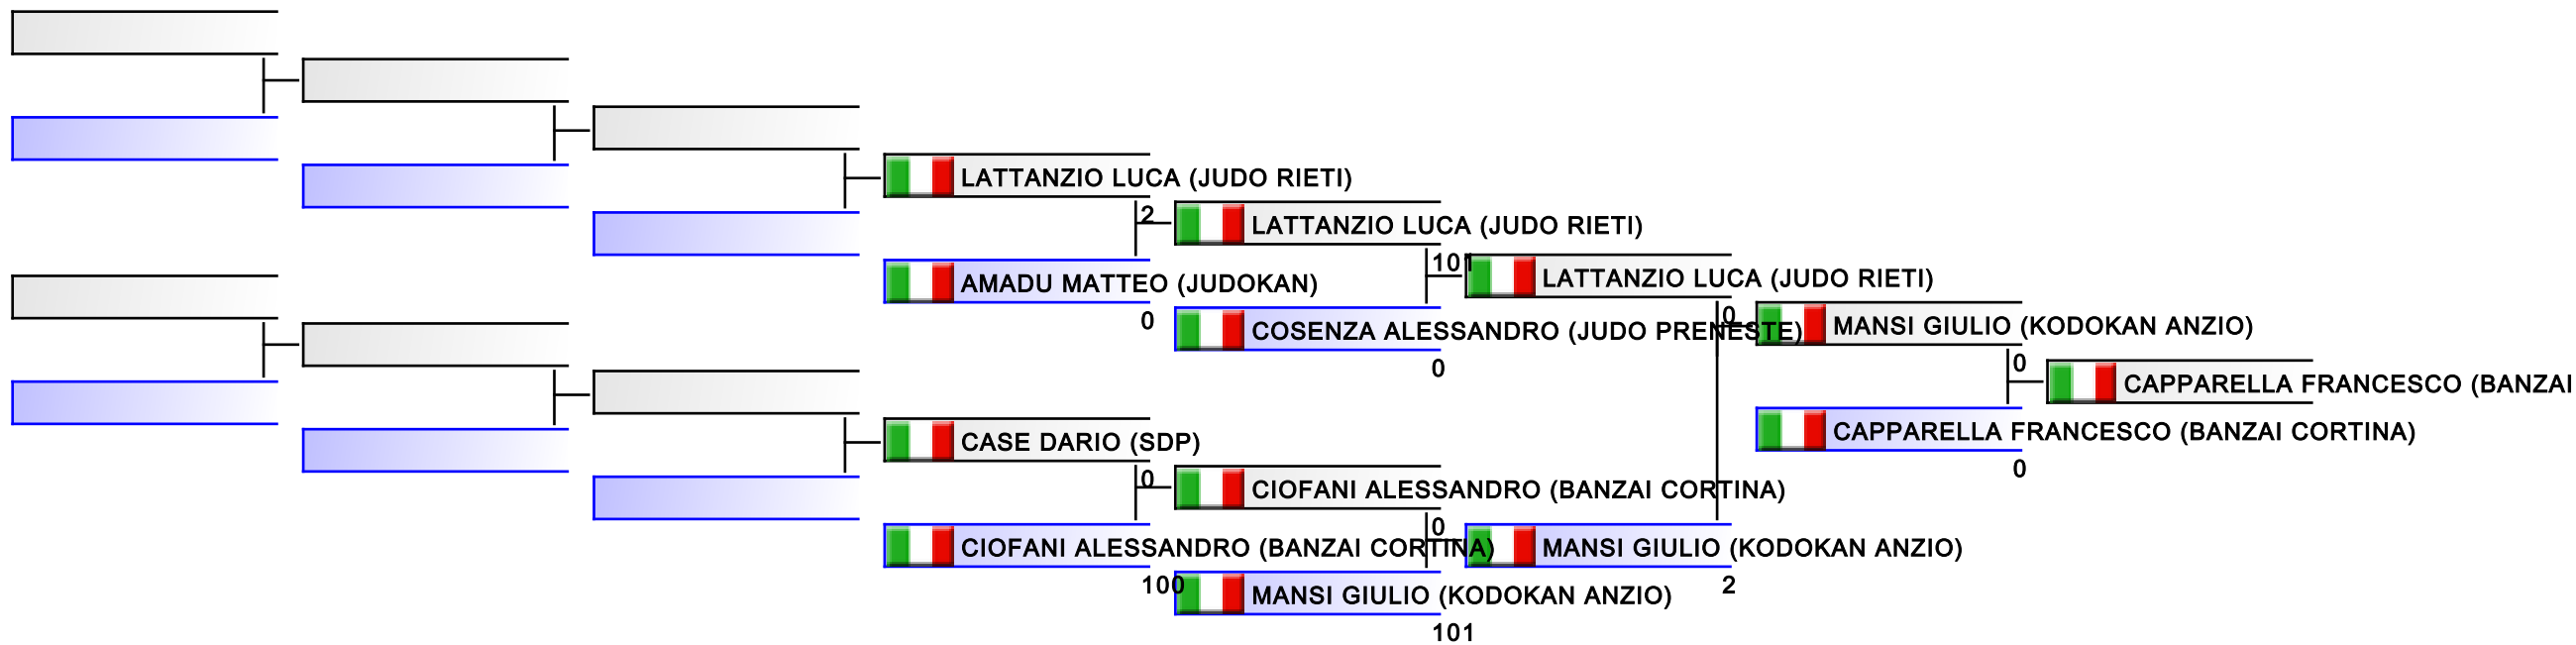 LATTANZIO LUCA (JUDO RIETI)
2
LATTANZIO LUCA (JUDO RIETI)
AMADU MATTEO (JUDOKAN)
0
101
LATTANZIO LUCA (JUDO RIETI)
COSENZA ALESSANDRO (JUDO PRENESTE)
0
0
MANSI GIULIO (KODOKAN ANZIO)
0
CAPPARELLA FRANCESCO (BANZAI
CAPPARELLA FRANCESCO (BANZAI CORTINA)
0
CASE DARIO (SDP)
0
CIOFANI ALESSANDRO (BANZAI CORTINA)
CIOFANI ALESSANDRO (BANZAI CORTINA)
100
0
MANSI GIULIO (KODOKAN ANZIO)
2
MANSI GIULIO (KODOKAN ANZIO)
101